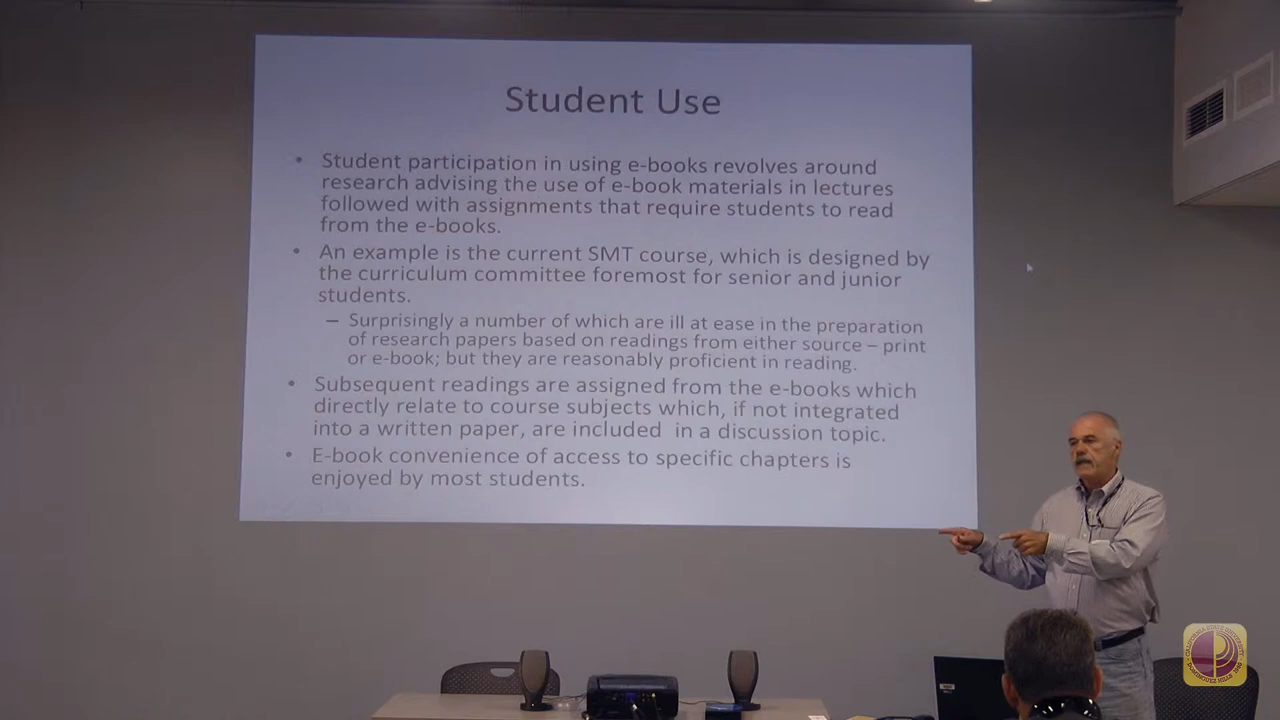 Student Use
• Student participation in using e-books revolves around
research advising the use of e-book materials in lectures
followed with assignments that require students to read
from the e-books.
• An example is the current SMT course, which is designed by
the curriculum committee foremost for senior and junior
students.
– Surprisingly a number of which are ill at ease in the preparation
of research papers based on readings from either source – print
or e-book; but they are reasonably proficient in reading.
• Subsequent readings are assigned from the e-books which
directly relate to course subjects which, if not integrated
into a written paper, are included in a discussion topic.
• E-book convenience of access to specific chapters is
enjoyed by most students.
CALIFORNIA STATE UNIVERSITY
DOMINGUEZ HILLS